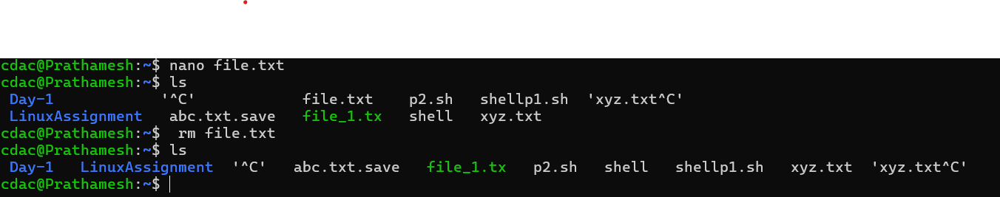 cdac@Prathamesh:~$ nano file.txt
cdac@Prathamesh:~$ ls
Day-1 '^C' file.txt p2.sh shellp1.sh 'xyz.txt^C'
LinuxAssignment abc.txt.save file_1.tx shell xyz.txt
cdac@Prathamesh:~$  rm file.txt
cdac@Prathamesh:~$ ls
Day-1 LinuxAssignment '^C' abc.txt.save file_1.tx p2.sh shell shellp1.sh xyz.txt 'xyz.txt^C'
cdac@Prathamesh:~$